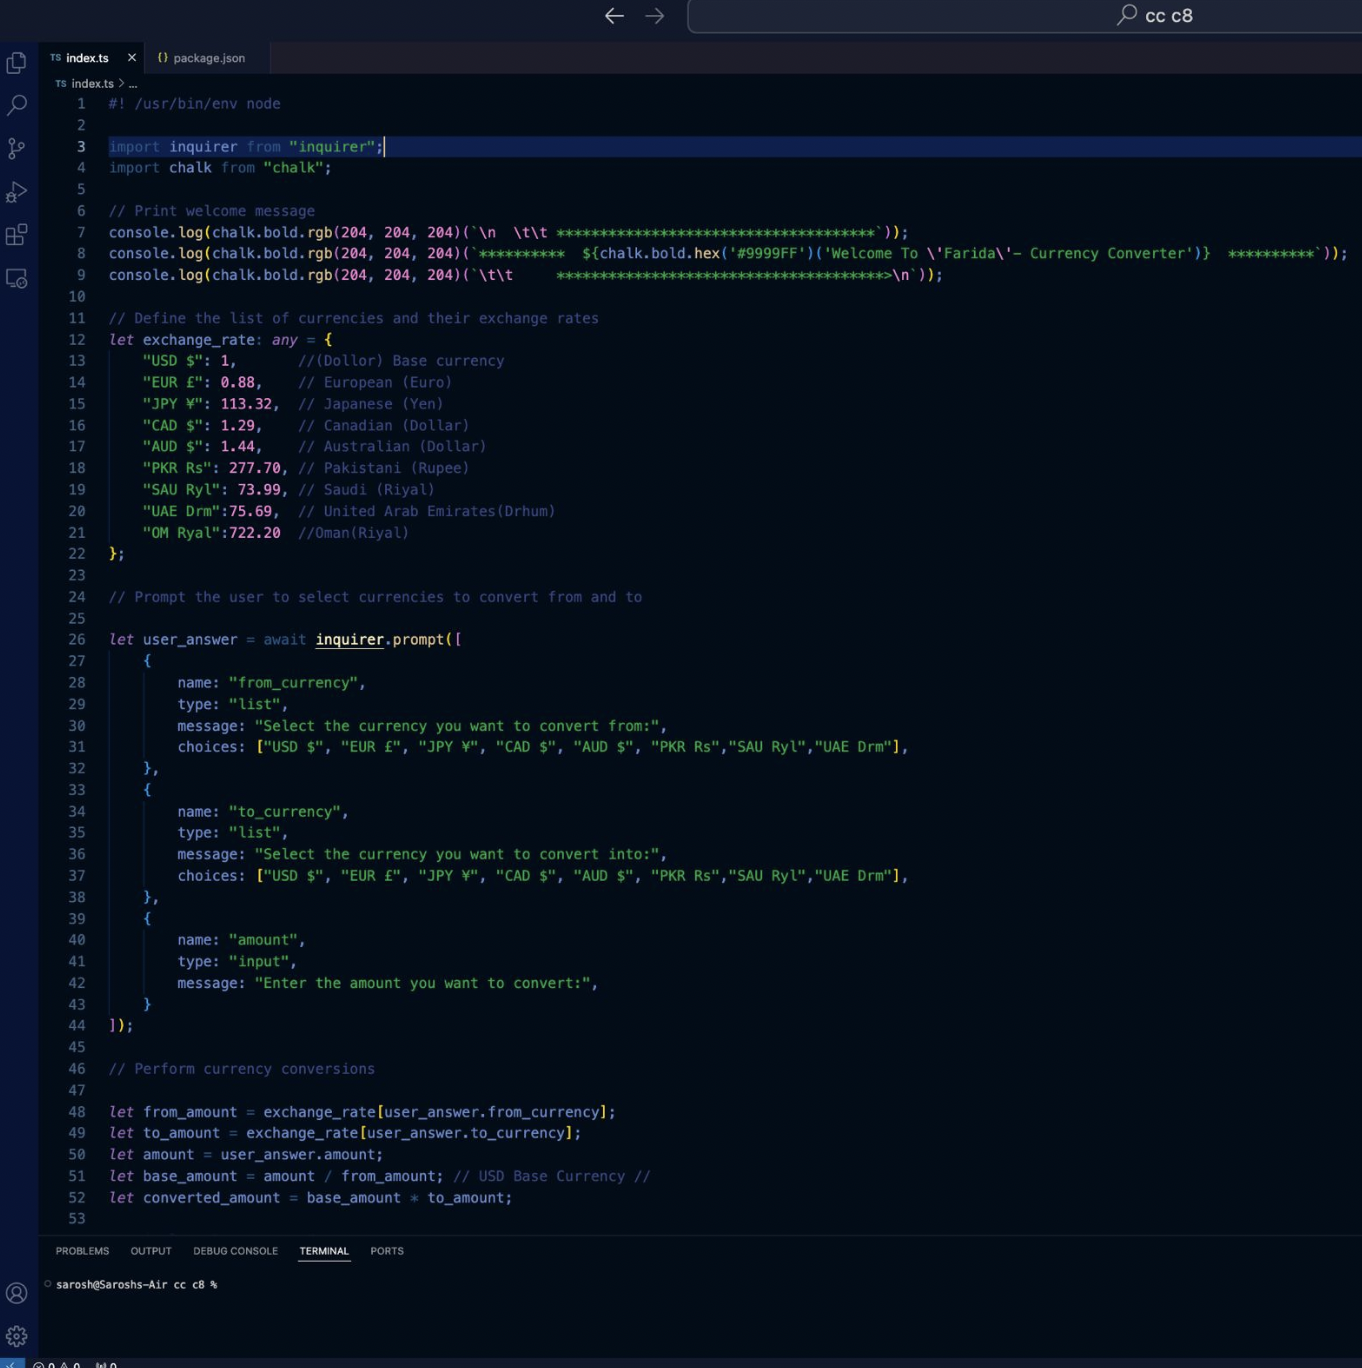 cc c8
TS index.ts × {} package.json
TS index.ts > ...
1 #! /usr/bin/env node
2
3 import inquirer from "inquirer";
4 import chalk from "chalk";
5
6 // Print welcome message
7 console.log(chalk.bold.rgb(204, 204, 204)(`\n  \t\t *************************************`));
8 console.log(chalk.bold.rgb(204, 204, 204)(`**********  ${chalk.bold.hex('#9999FF')('Welcome To \'Farida\'- Currency Converter')}  **********`));
9 console.log(chalk.bold.rgb(204, 204, 204)(`\t\t     **************************************>\n`));
10
11 // Define the list of currencies and their exchange rates
12 let exchange_rate: any = {
13     "USD $": 1,       //(Dollor) Base currency
14     "EUR £": 0.88,    // European (Euro)
15     "JPY ¥": 113.32,  // Japanese (Yen)
16     "CAD $": 1.29,    // Canadian (Dollar)
17     "AUD $": 1.44,    // Australian (Dollar)
18     "PKR Rs": 277.70, // Pakistani (Rupee)
19     "SAU Ryl": 73.99, // Saudi (Riyal)
20     "UAE Drm":75.69,  // United Arab Emirates(Drhum)
21     "OM Ryal":722.20  //Oman(Riyal)
22 };
23
24 // Prompt the user to select currencies to convert from and to
25
26 let user_answer = await inquirer.prompt([
27     {
28         name: "from_currency",
29         type: "list",
30         message: "Select the currency you want to convert from:",
31         choices: ["USD $", "EUR £", "JPY ¥", "CAD $", "AUD $", "PKR Rs","SAU Ryl","UAE Drm"],
32     },
33     {
34         name: "to_currency",
35         type: "list",
36         message: "Select the currency you want to convert into:",
37         choices: ["USD $", "EUR £", "JPY ¥", "CAD $", "AUD $", "PKR Rs","SAU Ryl","UAE Drm"],
38     },
39     {
40         name: "amount",
41         type: "input",
42         message: "Enter the amount you want to convert:",
43     }
44 ]);
45
46 // Perform currency conversions
47
48 let from_amount = exchange_rate[user_answer.from_currency];
49 let to_amount = exchange_rate[user_answer.to_currency];
50 let amount = user_answer.amount;
51 let base_amount = amount / from_amount; // USD Base Currency //
52 let converted_amount = base_amount * to_amount;
53
PROBLEMS OUTPUT DEBUG CONSOLE TERMINAL PORTS
sarosh@Saroshs-Air cc c8 %
0 0 0